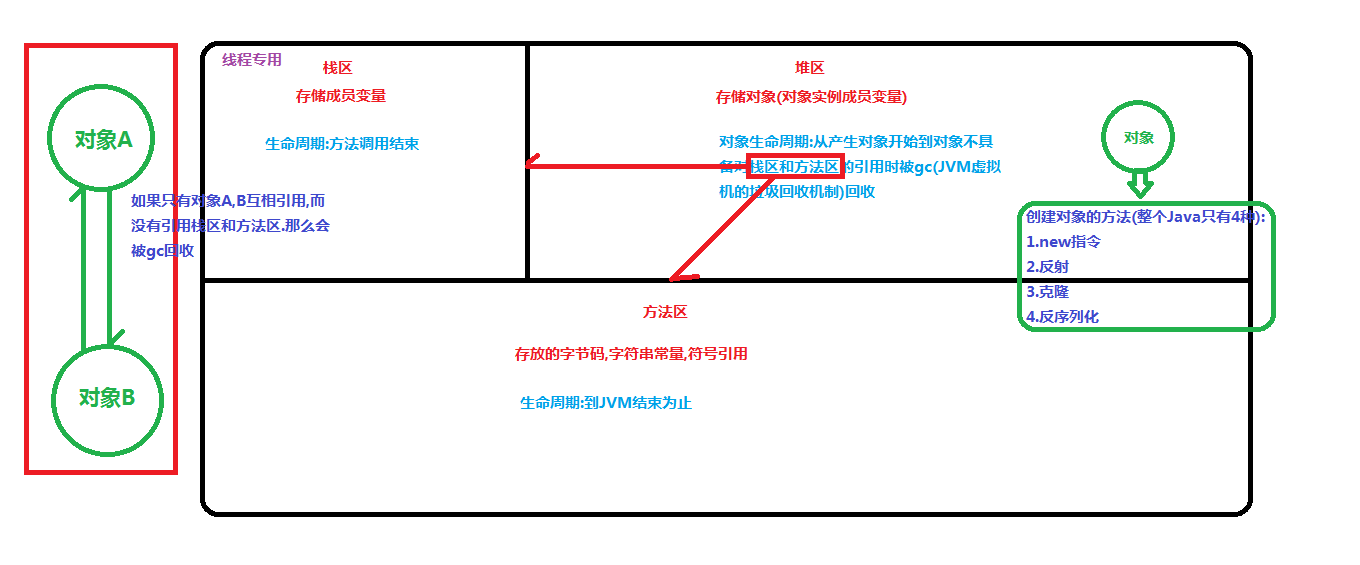 线程专用
栈区
存储成员变量
生命周期:方法调用结束
堆区
存储对象(对象实例成员变量)
对象生命周期:从产生对象开始到对象不具
备对栈区和方法区的引用时被gc(JVM虚拟
机的垃圾回收机制)回收
对象
创建对象的方法(整个Java只有4种):
1.new指令
2.反射
3.克隆
4.反序列化
对象A
如果只有对象A,B互相引用,而
没有引用栈区和方法区.那么会
被gc回收
对象B
方法区
存放的字节码,字符串常量,符号引用
生命周期:到JVM结束为止